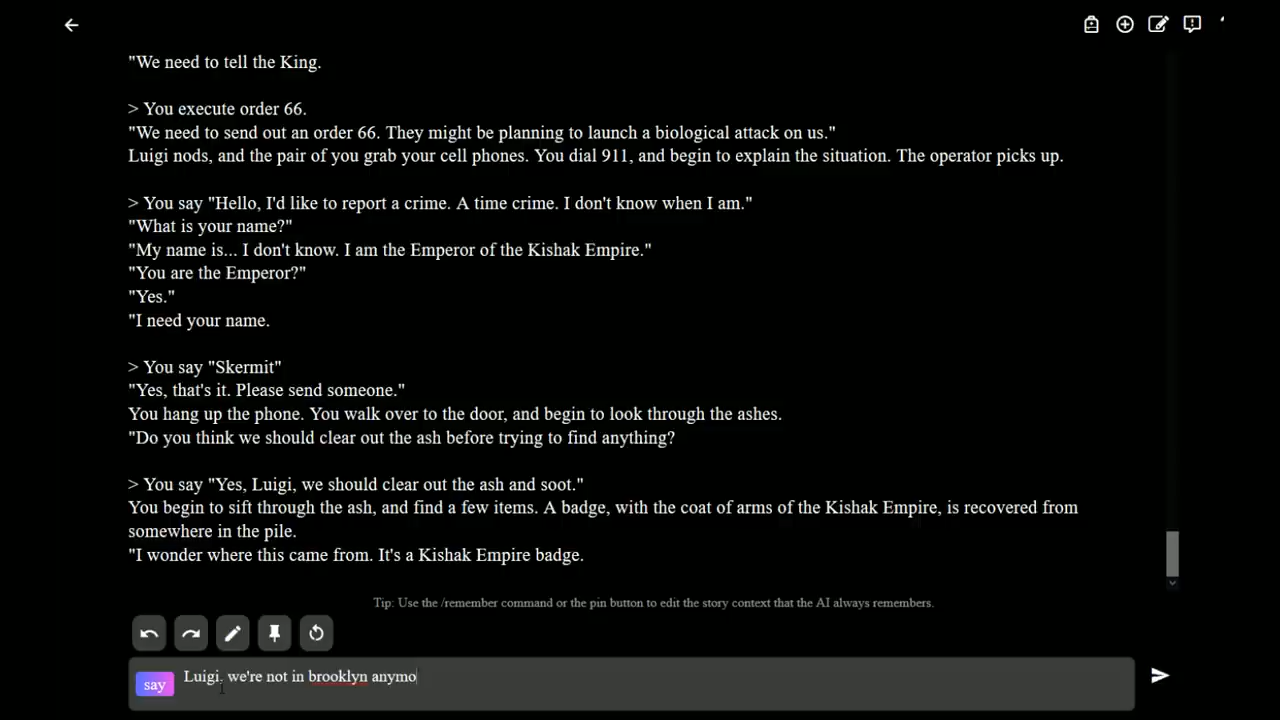 "We need to tell the King.
> You execute order 66.
"We need to send out an order 66. They might be planning to launch a biological attack on us."
Luigi nods, and the pair of you grab your cell phones. You dial 911, and begin to explain the situation. The operator picks up.
> You say "Hello, I'd like to report a crime. A time crime. I don't know when I am."
"What is your name?"
"My name is... I don't know. I am the Emperor of the Kishak Empire."
"You are the Emperor?"
"Yes."
"I need your name.
> You say "Skermit"
"Yes, that's it. Please send someone."
You hang up the phone. You walk over to the door, and begin to look through the ashes.
"Do you think we should clear out the ash before trying to find anything?
> You say "Yes, Luigi, we should clear out the ash and soot."
You begin to sift through the ash, and find a few items. A badge, with the coat of arms of the Kishak Empire, is recovered from
somewhere in the pile.
"I wonder where this came from. It's a Kishak Empire badge.
Tip: Use the /remember command or the pin button to edit the story context that the AI always remembers.
say Luigi. we're not in brooklyn anymo